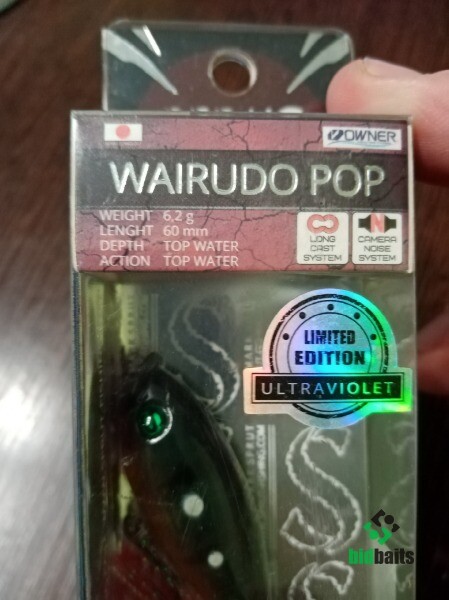 OWNER
WAIRUDO POP
WEIGHT 6,2 g
LENGHT 60 mm
DEPTH TOP WATER
ACTION TOP WATER
LONG
CAST
SYSTEM
N
CAMERA
NOISE
SYSTEM
LIMITED
EDITION
ULTRAVIOLET
bidbaits